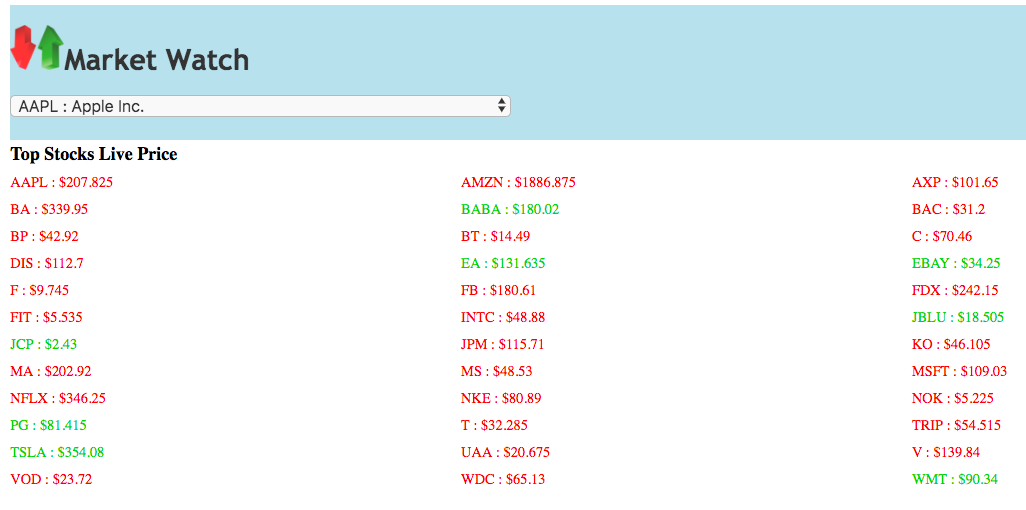 Market Watch
AAPL : Apple Inc.
Top Stocks Live Price
AAPL : $207.825 AMZN : $1886.875 AXP : $101.65
BA : $339.95 BABA : $180.02 BAC : $31.2
BP : $42.92 BT : $14.49 C : $70.46
DIS : $112.7 EA : $131.635 EBAY : $34.25
F : $9.745 FB : $180.61 FDX : $242.15
FIT : $5.535 INTC : $48.88 JBLU : $18.505
JCP : $2.43 JPM : $115.71 KO : $46.105
MA : $202.92 MS : $48.53 MSFT : $109.03
NFLX : $346.25 NKE : $80.89 NOK : $5.225
PG : $81.415 T : $32.285 TRIP : $54.515
TSLA : $354.08 UAA : $20.675 V : $139.84
VOD : $23.72 WDC : $65.13 WMT : $90.34